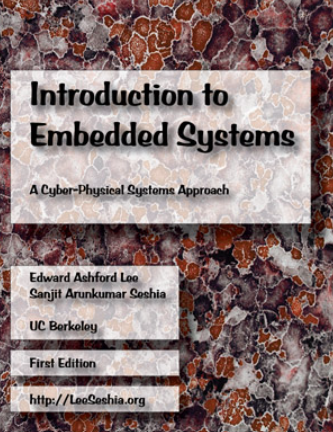 Introduction to
Embedded Systems
A Cyber-Physical Systems Approach
Edward Ashford Lee
Sanjit Arunkumar Seshia
UC Berkeley
First Edition
http://LeeSeshia.org